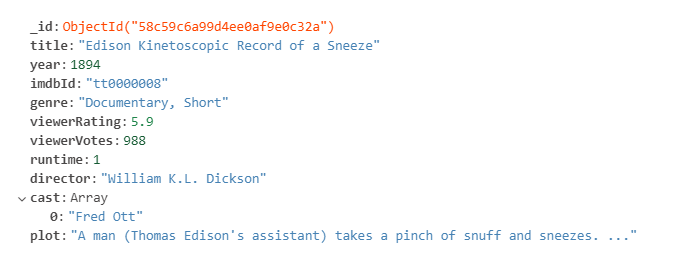 _id: ObjectId("58c59c6a99d4ee0af9e0c32a")
title: "Edison Kinetoscopic Record of a Sneeze"
year: 1894
imdbId: "tt0000008"
genre: "Documentary, Short"
viewerRating: 5.9
viewerVotes: 988
runtime: 1
director: "William K.L. Dickson"
cast: Array
0: "Fred Ott"
plot: "A man (Thomas Edison's assistant) takes a pinch of snuff and sneezes. ..."